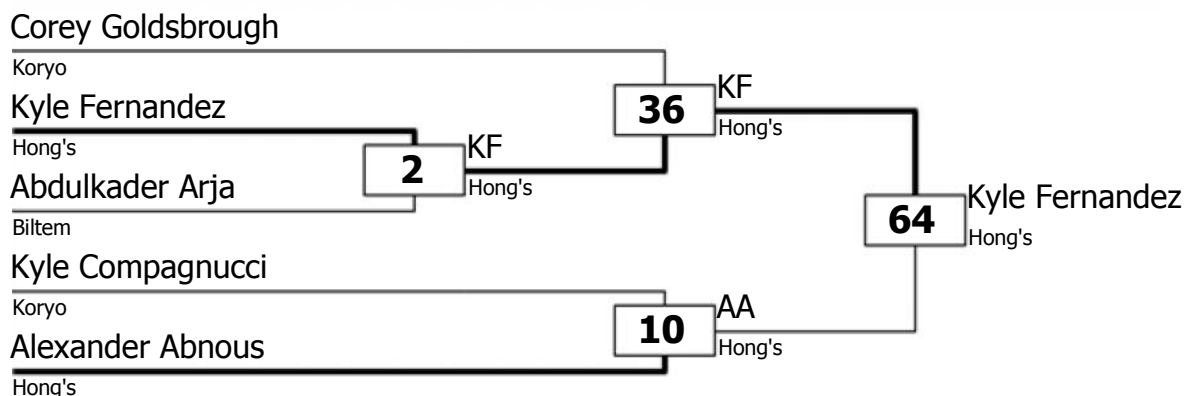 Corey Goldsbrough
Koryo
Kyle Fernandez
Hong's
Abdulkader Arja
Biltem
Kyle Compagnucci
Koryo
Alexander Abnous
Hong's
2
KF
Hong's
36
KF
Hong's
10
AA
Hong's
64
Kyle Fernandez
Hong's